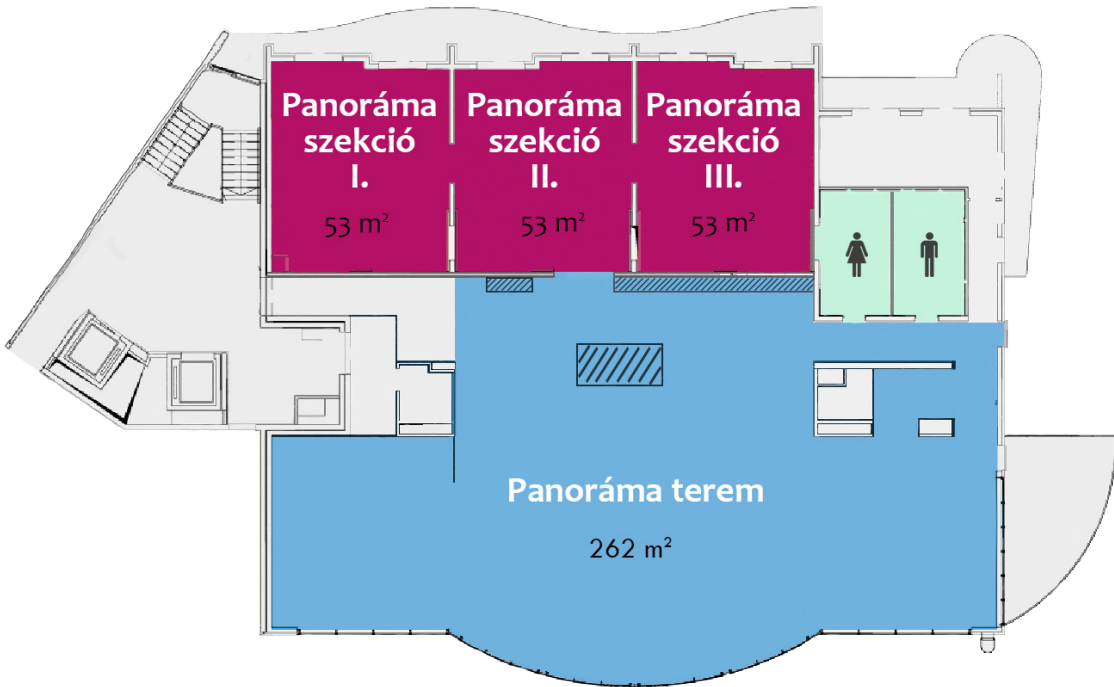 Panoráma
szekció
I.
53 m²
Panoráma
szekció
II.
53 m²
Panoráma
szekció
III.
53 m²
Panoráma terem
262 m²